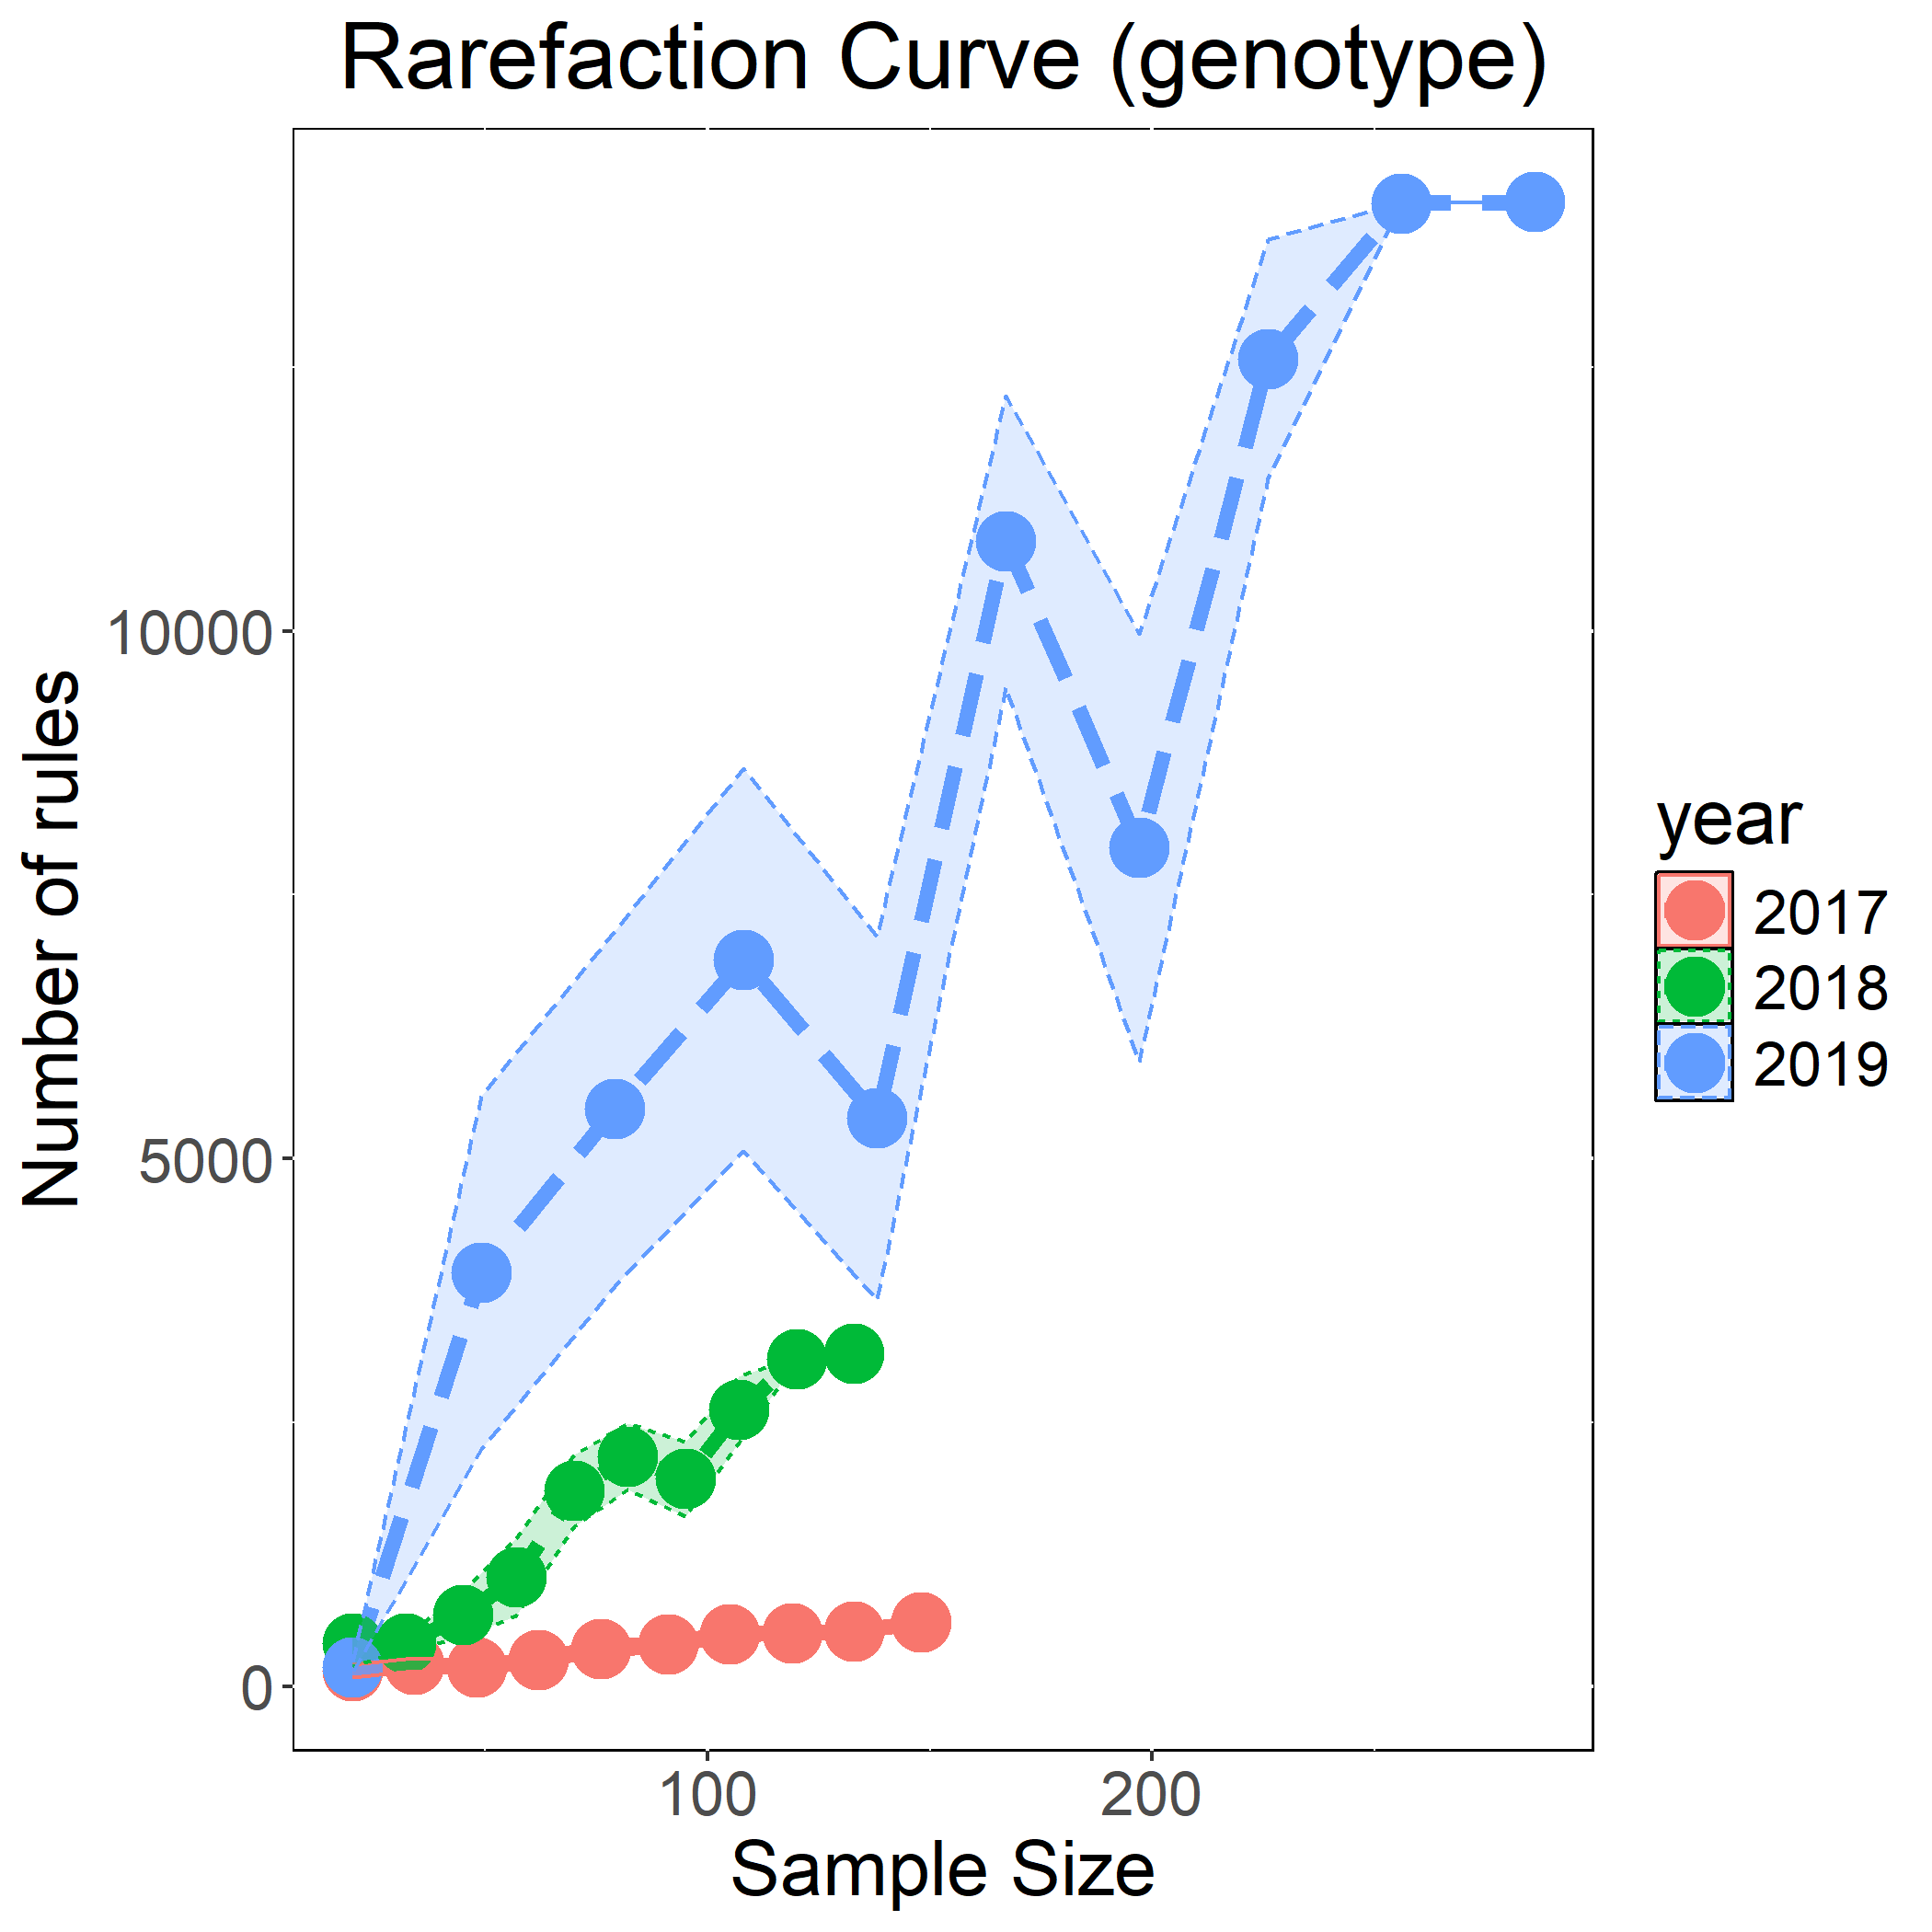 Rarefaction Curve (genotype)
Number of rules
10000
5000
0
100
200
Sample Size
year
2017
2018
2019